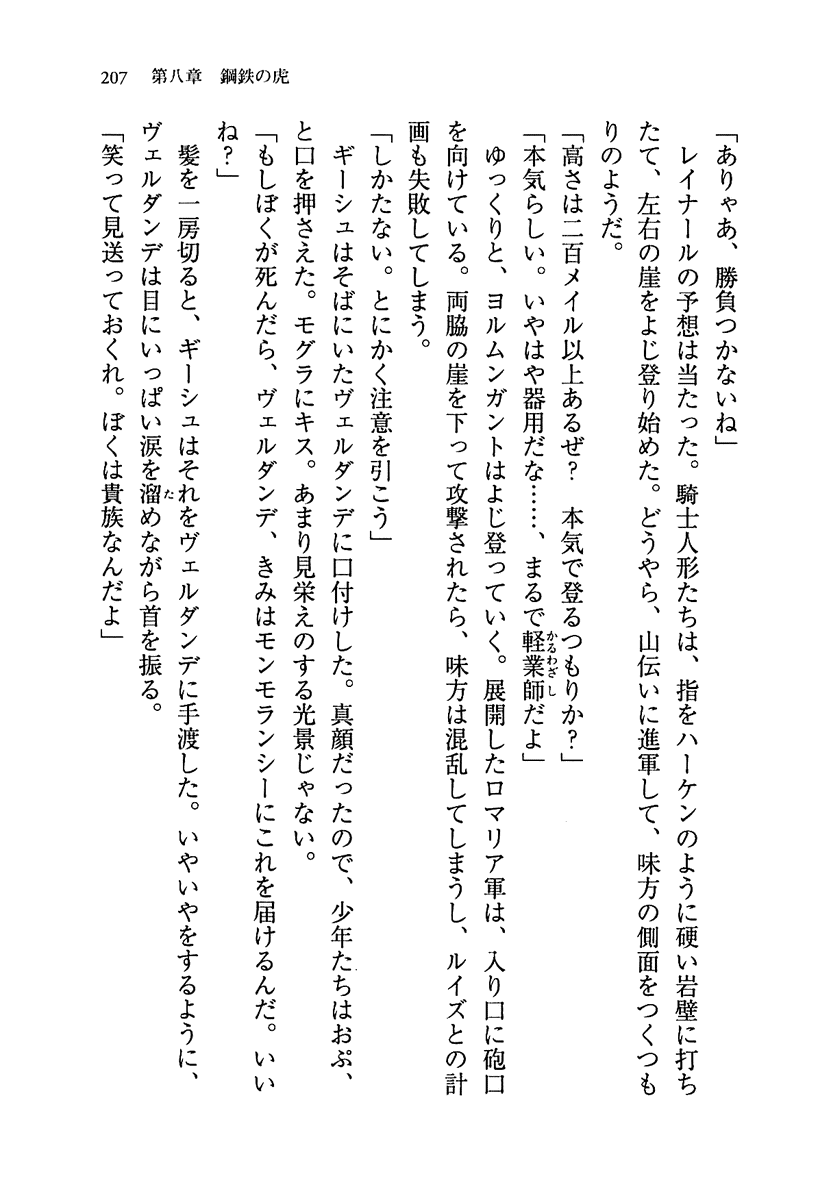 207　第八章　鋼鉄の虎
「ありゃあ、勝負つかないね」
　レイナールの予想は当たった。騎士人形たちは、指をハーケンのように硬い岩壁に打ち
たて、左右の崖をよじ登り始めた。どうやら、山伝いに進軍して、味方の側面をつくつも
りのようだ。
「高さは二百メイル以上あるぜ？　本気で登るつもりか？」
「本気らしい。いやはや器用だな……、まるで軽業師だよ」
　ゆっくりと、ヨルムンガントはよじ登っていく。展開したロマリア軍は、入り口に砲口
を向けている。両脇の崖を下って攻撃されたら、味方は混乱してしまうし、ルイズとの計
画も失敗してしまう。
「しかたない。とにかく注意を引こう」
　ギーシュはそばにいたヴェルダンデに口付けした。真顔だったので、少年たちはおぷ、
と口を押さえた。モグラにキス。あまり見栄えのする光景じゃない。
「もしぼくが死んだら、ヴェルダンデ、きみはモンモランシーにこれを届けるんだ。いい
ね？」
　髪を一房切ると、ギーシュはそれをヴェルダンデに手渡した。いやいやをするように、
ヴェルダンデは目にいっぱい涙を溜めながら首を振る。
「笑って見送っておくれ。ぼくは貴族なんだよ」